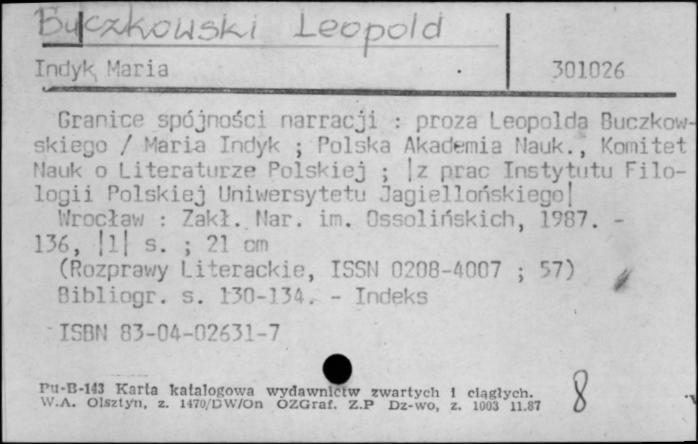 Buczkowski Leopold
Indyk Maria 301026
Granice spójności narracji : proza Leopolda Buczkow-
skiego / Maria Indyk ; Polska Akademia Nauk., Komitet
Nauk o Literaturze Polskiej ; |z prac Instytutu Filo-
logii Polskiej Uniwersytetu Jagiellońskiego|
Wrocław : Zakł. Nar. im. Ossolińskich, 1987. -
136, |1| s. ; 21 cm
(Rozprawy Literackie, ISSN 0208-4007 ; 57)
Bibliogr. s. 130-134. - Indeks
ISBN 83-04-02631-7
Pu-B-143 Karta katalogowa wydawnictw zwartych i ciągłych.
W.A. Olsztyn, z. 1470/DW/On OZGraf. Z.P Dz-wo, z. 1003 11.87
8